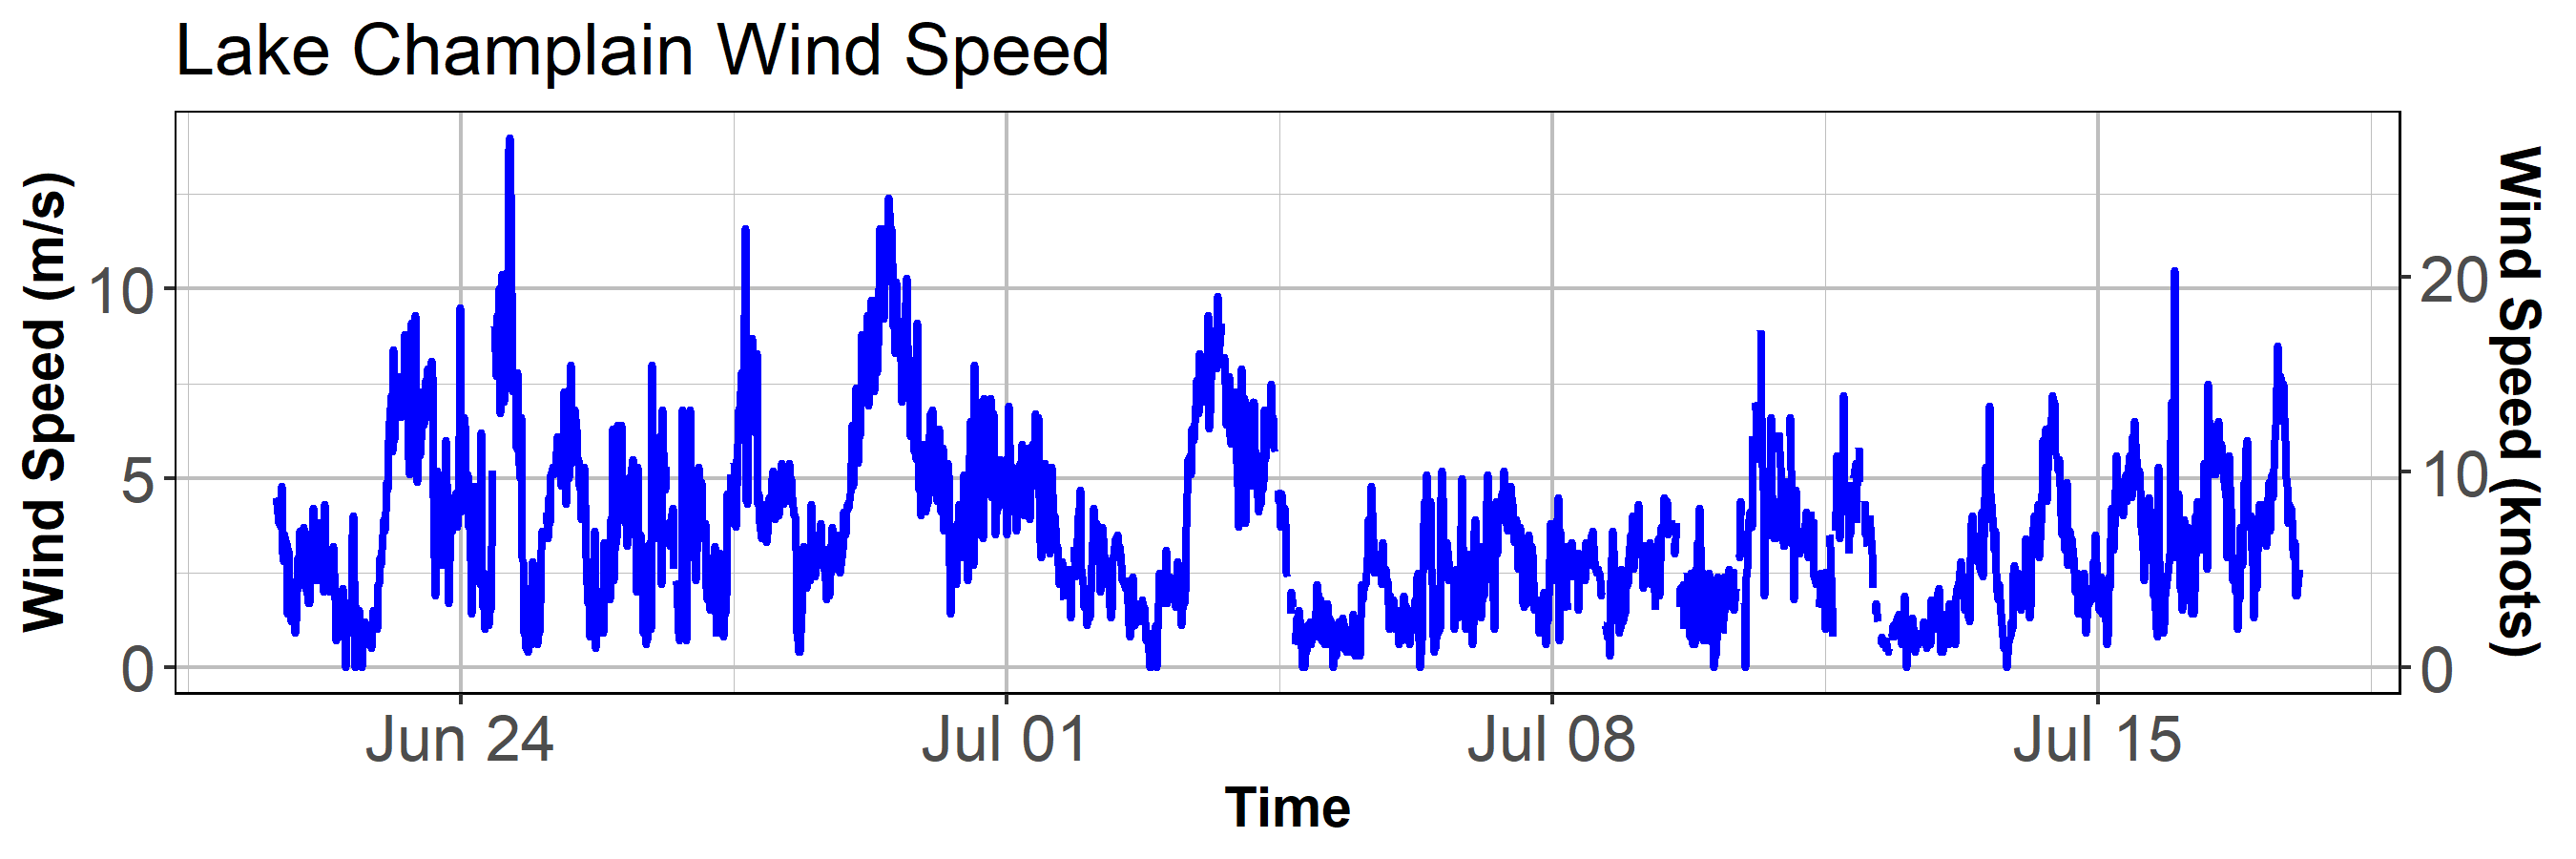 Lake Champlain Wind Speed
Wind Speed (m/s)
10
5
0
20
10
0
Wind Speed (knots)
Jun 24
Jul 01
Jul 08
Jul 15
Time